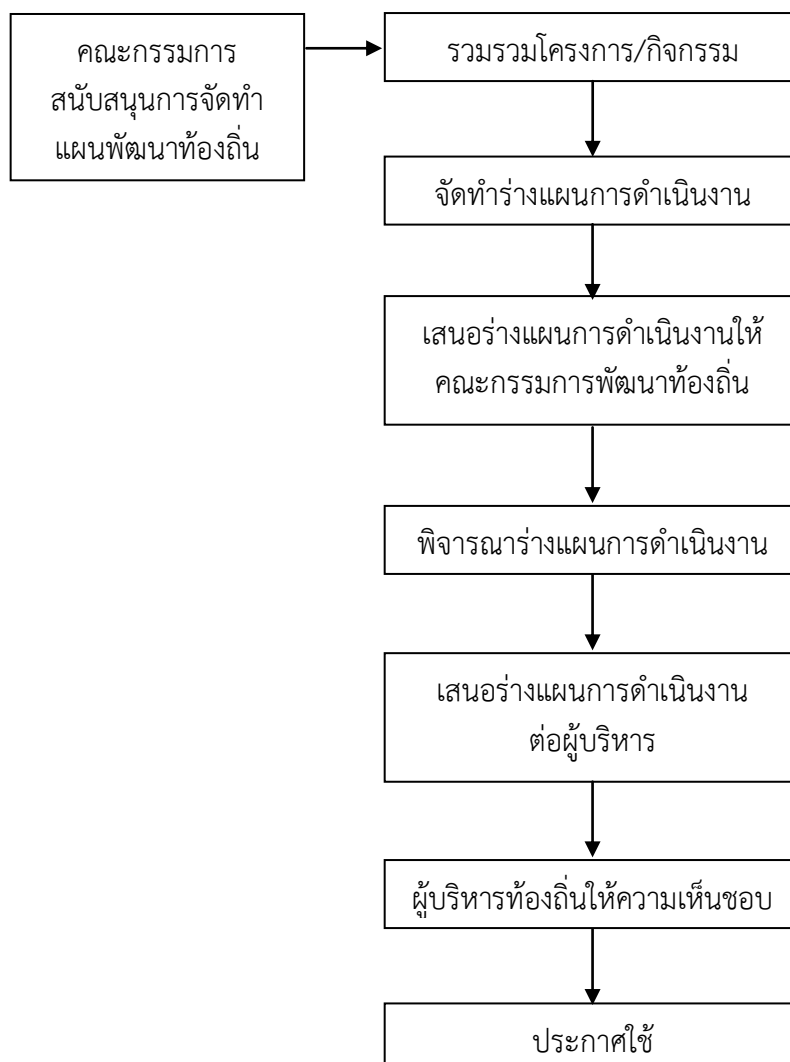 คณะกรรมการ
สนับสนุนการจัดทำ
แผนพัฒนาท้องถิ่น
รวมรวมโครงการ/กิจกรรม
จัดทำร่างแผนการดำเนินงาน
เสนอร่างแผนการดำเนินงานให้
คณะกรรมการพัฒนาท้องถิ่น
พิจารณาร่างแผนการดำเนินงาน
เสนอร่างแผนการดำเนินงาน
ต่อผู้บริหาร
ผู้บริหารท้องถิ่นให้ความเห็นชอบ
ประกาศใช้